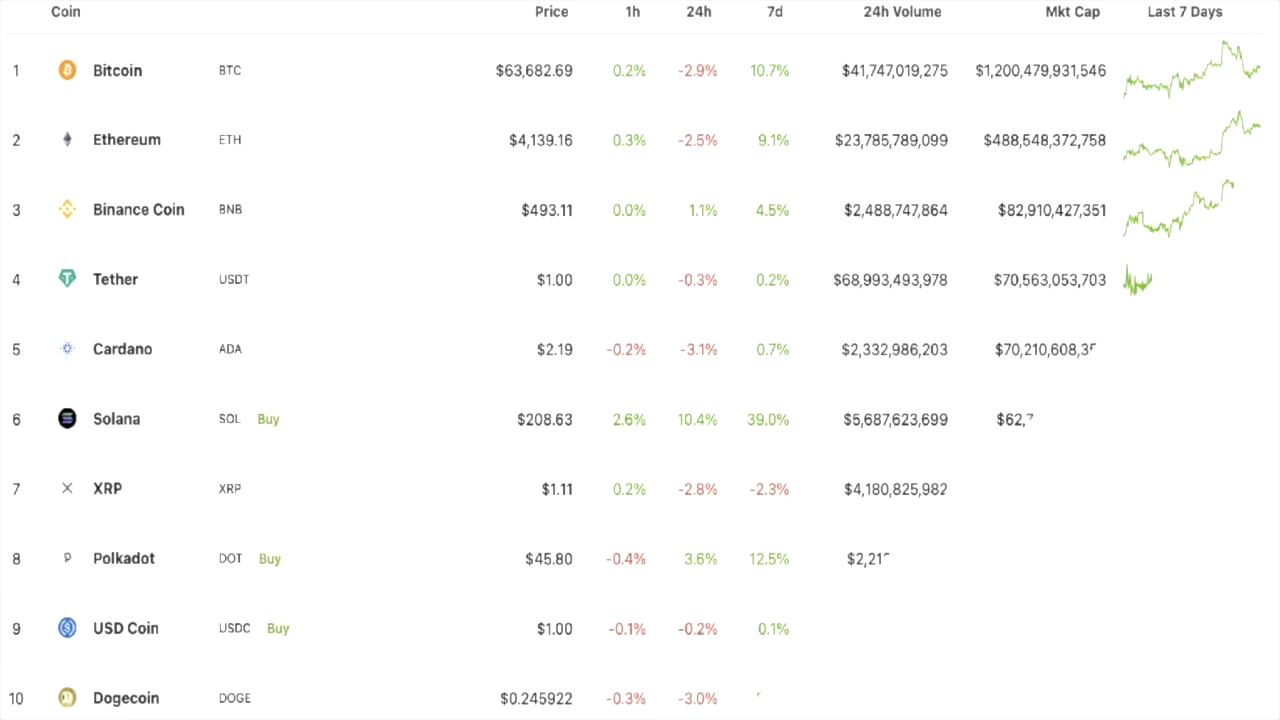 Coin Price 1h 24h 7d 24h Volume Mkt Cap Last 7 Days
1 Bitcoin BTC $63,682.69 0.2% -2.9% 10.7% $41,747,019,275 $1,200,479,931,546
2 Ethereum ETH $4,139.16 0.3% -2.5% 9.1% $23,785,789,099 $488,548,372,758
3 Binance Coin BNB $493.11 0.0% 1.1% 4.5% $2,488,747,864 $82,910,427,351
4 Tether USDT $1.00 0.0% -0.3% 0.2% $68,993,493,978 $70,563,053,703
5 Cardano ADA $2.19 -0.2% -3.1% 0.7% $2,332,986,203 $70,210,608,3
6 Solana SOL Buy $208.63 2.6% 10.4% 39.0% $5,687,623,699 $62,
7 XRP XRP $1.11 0.2% -2.8% -2.3% $4,180,825,982
8 Polkadot DOT Buy $45.80 -0.4% 3.6% 12.5% $2,21
9 USD Coin USDC Buy $1.00 -0.1% -0.2% 0.1%
10 Dogecoin DOGE $0.245922 -0.3% -3.0%